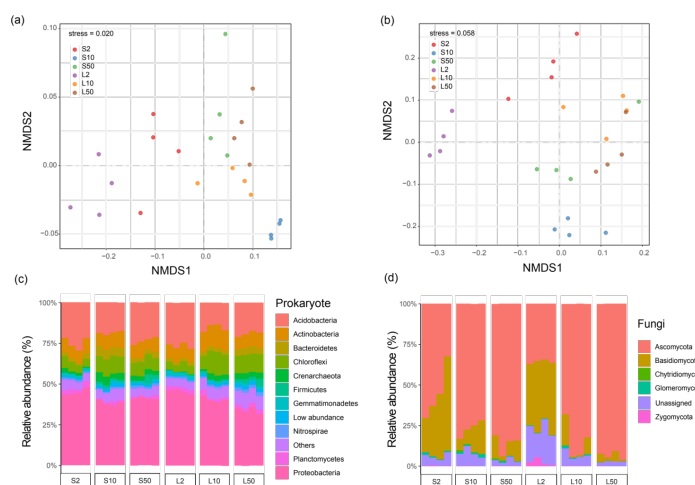 (a)
stress = 0.020
S2
S10
S50
L2
L10
L50
0.10
0.05
0.00
−0.05
NMDS2
−0.2
−0.1
0.0
0.1
NMDS1
(b)
stress = 0.058
S2
S10
S50
L2
L10
L50
0.2
0.1
0.0
−0.1
−0.2
NMDS2
−0.3
−0.2
−0.1
0.0
0.1
0.2
NMDS1
(c)
100%
75%
50%
25%
0%
Relative abundance (%)
S2 S10 S50 L2 L10 L50
Prokaryote
Acidobacteria
Actinobacteria
Bacteroidetes
Chloroflexi
Crenarchaeota
Firmicutes
Gemmatimonadetes
Low abundance
Nitrospirae
Others
Planctomycetes
Proteobacteria
(d)
100%
75%
50%
25%
0%
Relative abundance (%)
S2 S10 S50 L2 L10 L50
Fungi
Ascomycota
Basidiomycot
Chytridiomyco
Glomeromyco
Unassigned
Zygomycota